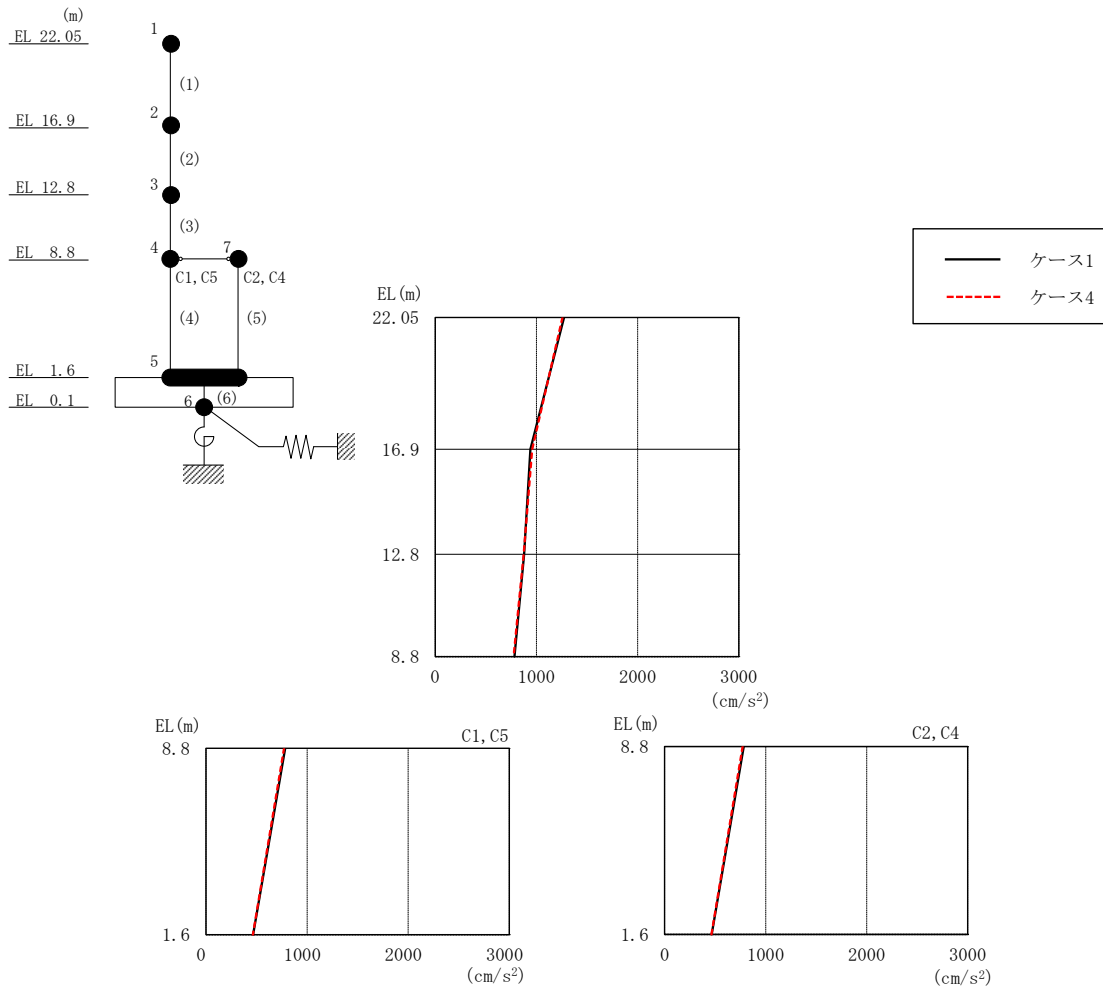 (m)
EL 22.05
EL 16.9
EL 12.8
EL 8.8
EL 1.6
EL 0.1
1
(1)
2
(2)
3
(3)
4
7
C1,C5
C2,C4
(4)
(5)
5
6
(6)
ケース1
ケース4
EL(m)
22.05
16.9
12.8
8.8
0
1000
2000
3000
(cm/s²)
EL(m)
C1,C5
8.8
1.6
0
1000
2000
3000
(cm/s²)
EL(m)
C2,C4
8.8
1.6
0
1000
2000
3000
(cm/s²)